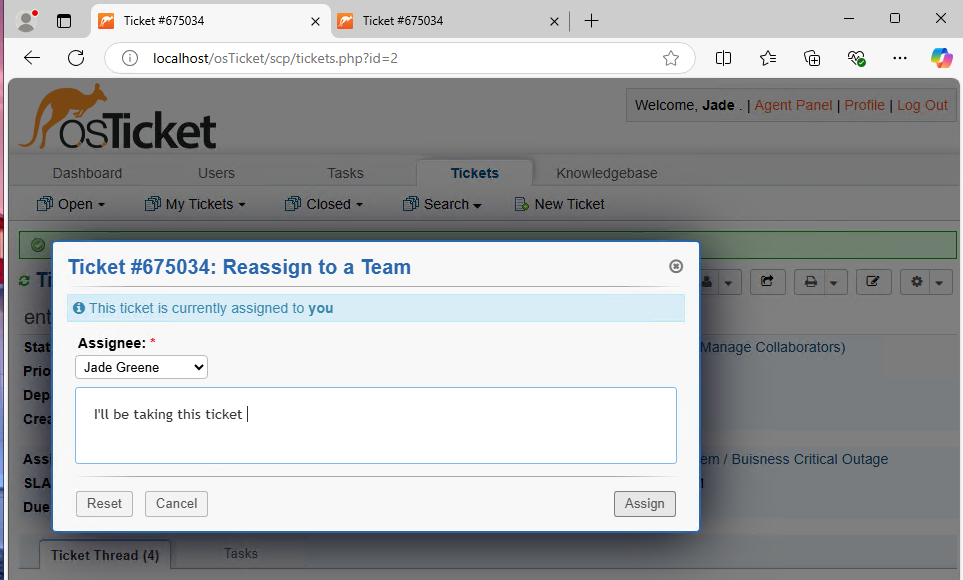 Ticket #675034
Ticket #675034
localhost/osTicket/scp/tickets.php?id=2
osTicket
Welcome, Jade . | Agent Panel | Profile | Log Out
Dashboard Users Tasks Tickets Knowledgebase
Open My Tickets Closed Search New Ticket
Ti
Ticket #675034: Reassign to a Team
This ticket is currently assigned to you
ent
Assignee: *
Stat
Manage Collaborators)
Jade Greene
Prio
Dep
I'll be taking this ticket
Crea
Assi
em / Buisness Critical Outage
SLA
Reset Cancel Assign
Due
Ticket Thread (4) Tasks